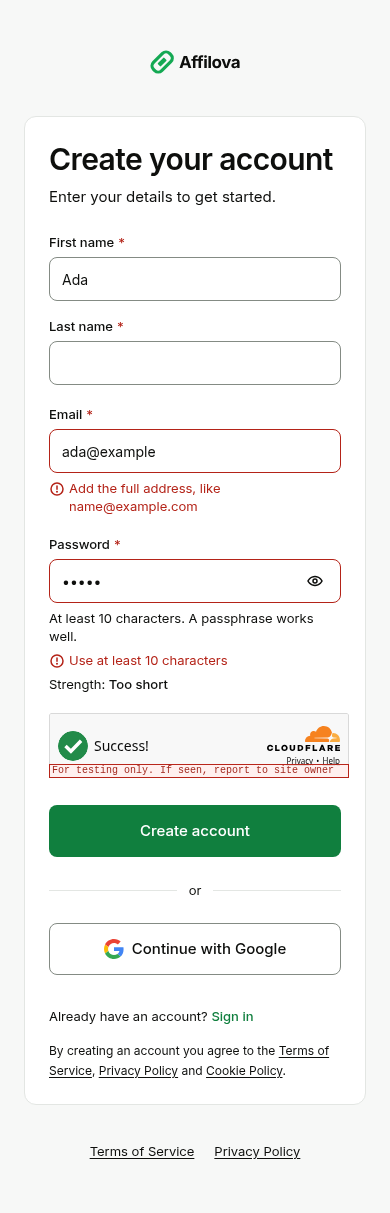 Affilova
Create your account
Enter your details to get started.
First name *
Ada
Last name *
Email *
ada@example
Add the full address, like
name@example.com
Password *
•••••
At least 10 characters. A passphrase works
well.
Use at least 10 characters
Strength: Too short
Success!
CLOUDFLARE
Privacy • Help
For testing only. If seen, report to site owner
Create account
or
Continue with Google
Already have an account? Sign in
By creating an account you agree to the Terms of
Service, Privacy Policy and Cookie Policy.
Terms of Service Privacy Policy